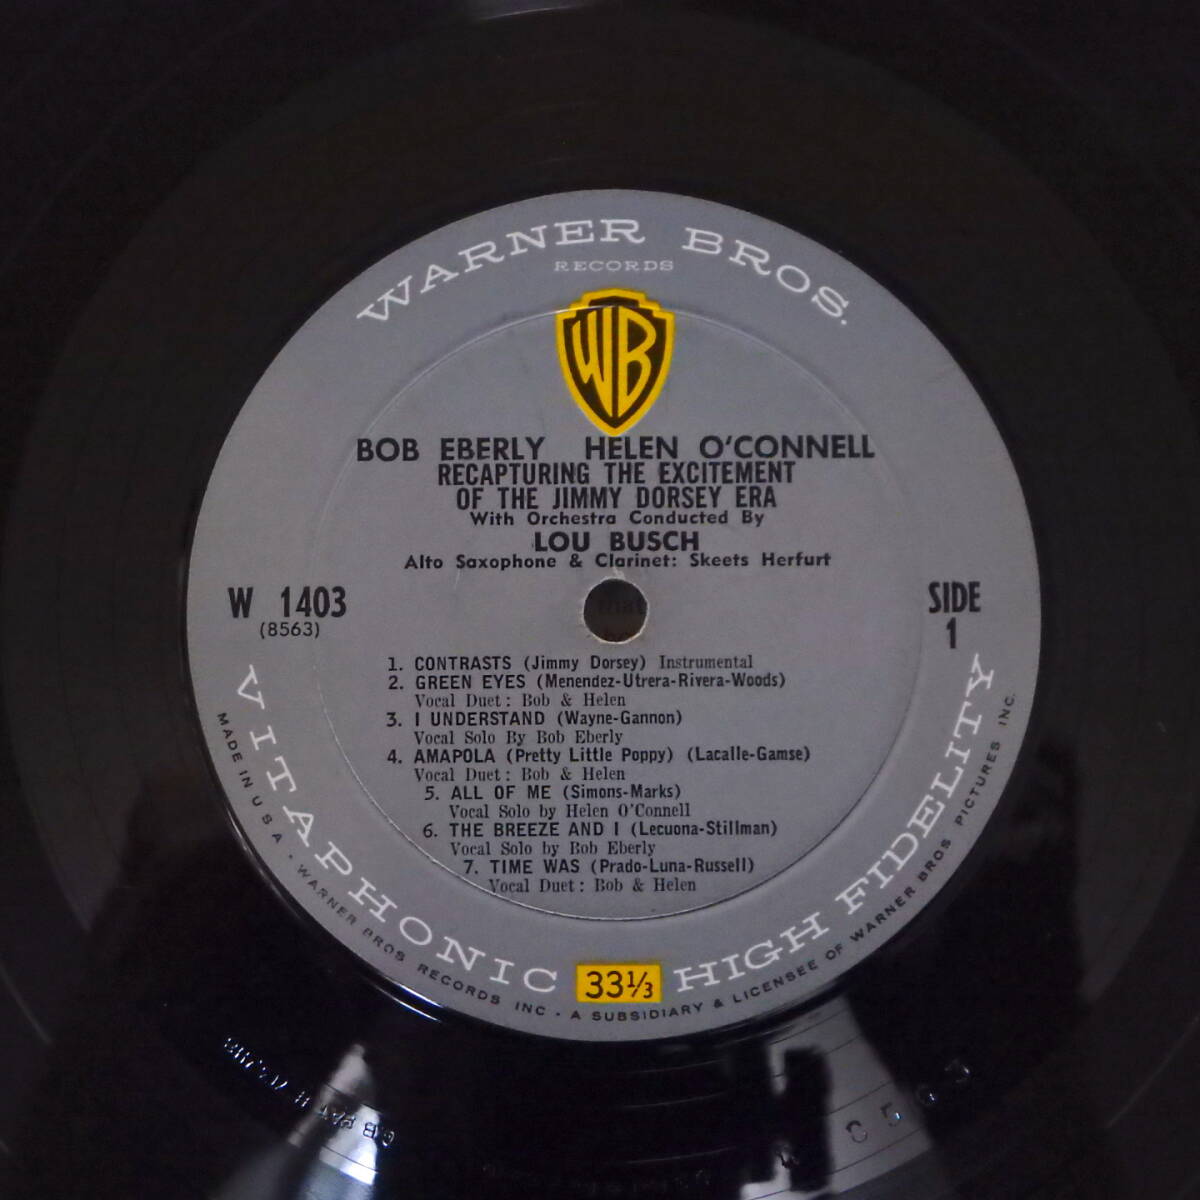 WARNER BROS.
RECORDS
WB
BOB EBERLY HELEN O'CONNELL
RECAPTURING THE EXCITEMENT
OF THE JIMMY DORSEY ERA
With Orchestra Conducted By
LOU BUSCH
Alto Saxophone & Clarinet: Skeets Herfurt
W 1403
(8563)
SIDE
1
1. CONTRASTS (Jimmy Dorsey) Instrumental
2. GREEN EYES (Menendez-Utrera-Rivera-Woods)
Vocal Duet: Bob & Helen
3. I UNDERSTAND (Wayne-Gannon)
Vocal Solo By Bob Eberly
4. AMAPOLA (Pretty Little Poppy) (Lacalle-Gamse)
Vocal Duet: Bob & Helen
5. ALL OF ME (Simons-Marks)
Vocal Solo by Helen O'Connell
6. THE BREEZE AND I (Lecuona-Stillman)
Vocal Solo by Bob Eberly
7. TIME WAS (Prado-Luna-Russell)
Vocal Duet: Bob & Helen
VITAPHONIC 33⅓ HIGH FIDELITY
MADE IN U S A • WARNER BROS RECORDS INC • A SUBSIDIARY & LICENSEE OF WARNER BROS PICTURES INC.